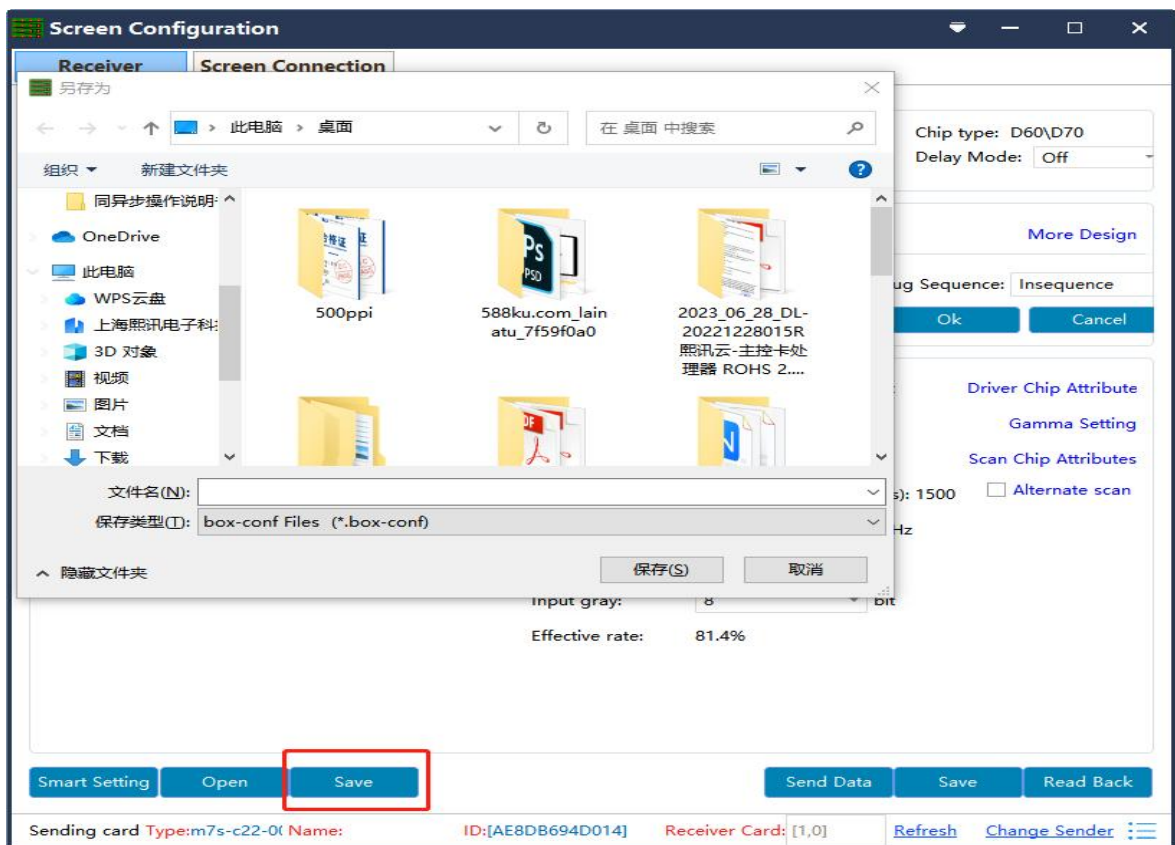 Screen Configuration
Receiver
Screen Connection
另存为
此电脑 > 桌面
在 桌面 中搜索
Chip type: D60\D70
Delay Mode: Off
组织
新建文件夹
同异步操作说明
OneDrive
此电脑
WPS云盘
上海熙讯电子科
3D 对象
视频
图片
文档
下载
500ppi
Ps
PSD
588ku.com_lain
atu_7f59f0a0
2023_06_28_DL-
20221228015R
熙讯云-主控卡处
理器 ROHS 2....
More Design
ug Sequence: Insequence
Ok
Cancel
Driver Chip Attribute
Gamma Setting
Scan Chip Attributes
文件名(N):
s): 1500
Alternate scan
保存类型(T): box-conf Files (*.box-conf)
Hz
隐藏文件夹
保存(S)
取消
Input gray: 8 bit
Effective rate: 81.4%
Smart Setting
Open
Save
Send Data
Save
Read Back
Sending card Type:m7s-c22-0( Name: ID:[AE8DB694D014] Receiver Card: [1,0] Refresh Change Sender